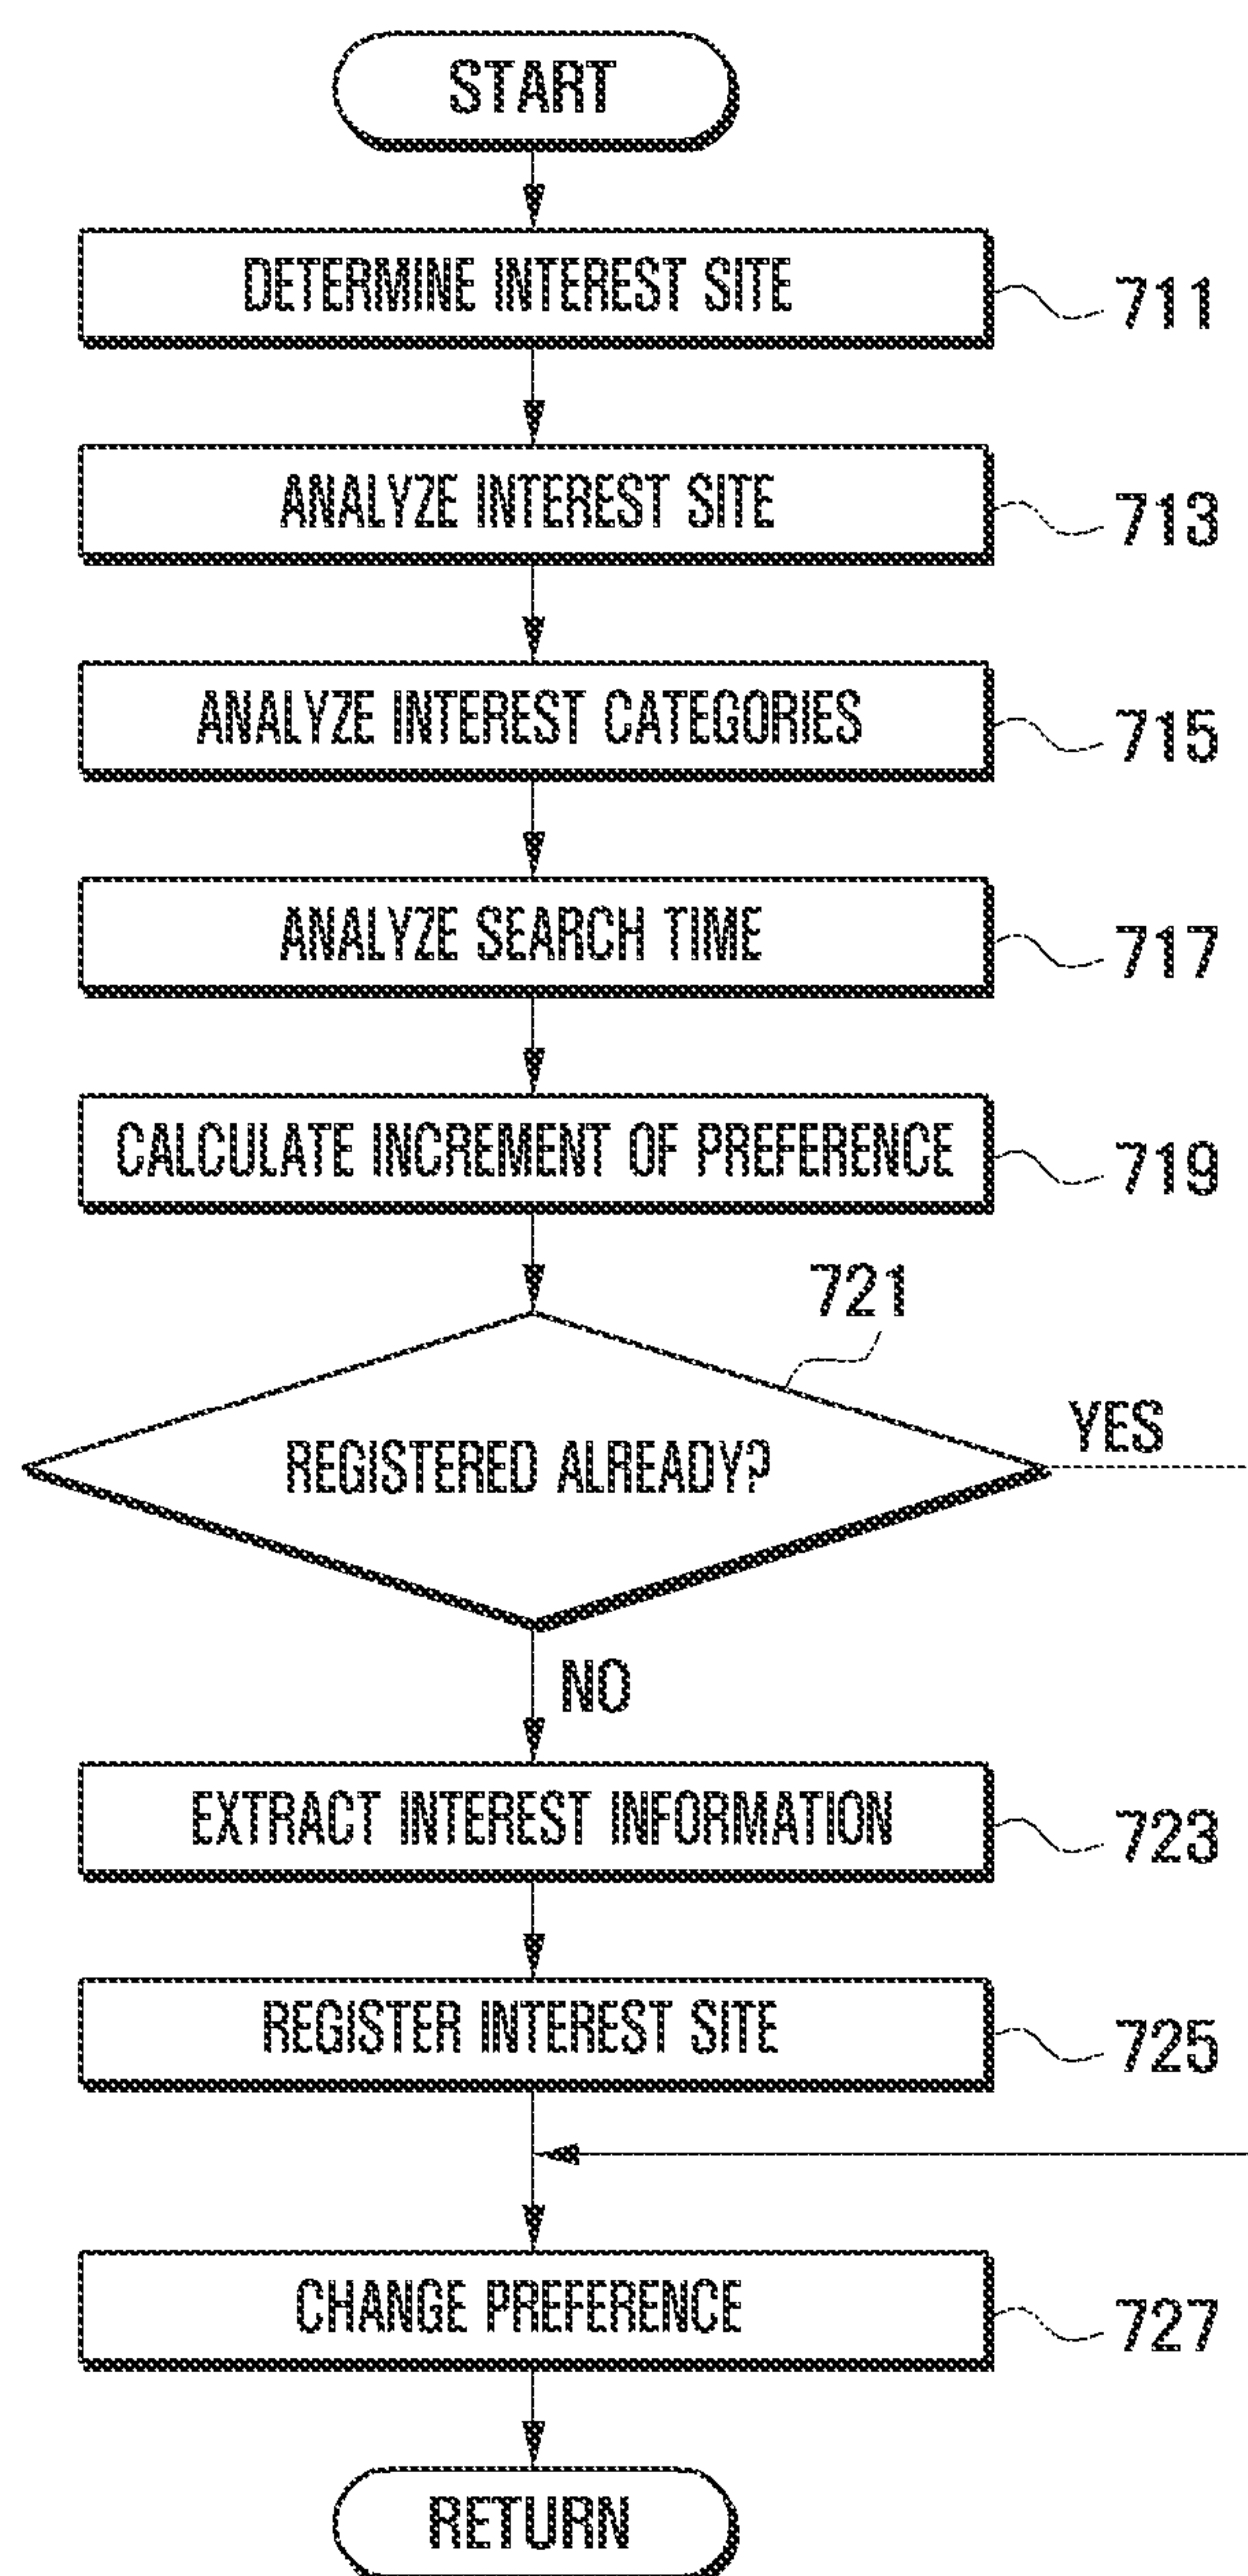 START
DETERMINE INTEREST SITE
711
ANALYZE INTEREST SITE
713
ANALYZE INTEREST CATEGORIES
715
ANALYZE SEARCH TIME
717
CALCULATE INCREMENT OF PREFERENCE
719
721
REGISTERED ALREADY?
YES
NO
EXTRACT INTEREST INFORMATION
723
REGISTER INTEREST SITE
725
CHANGE PREFERENCE
727
RETURN